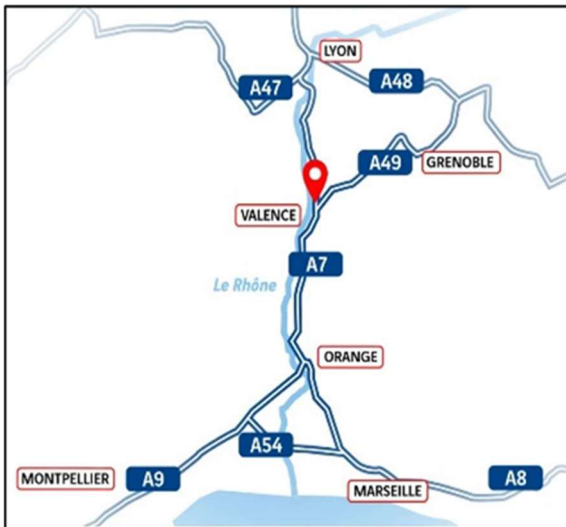 LYON
A47
A48
A49
GRENOBLE
VALENCE
A7
Le Rhône
ORANGE
A54
MONTPELLIER
A9
MARSEILLE
A8